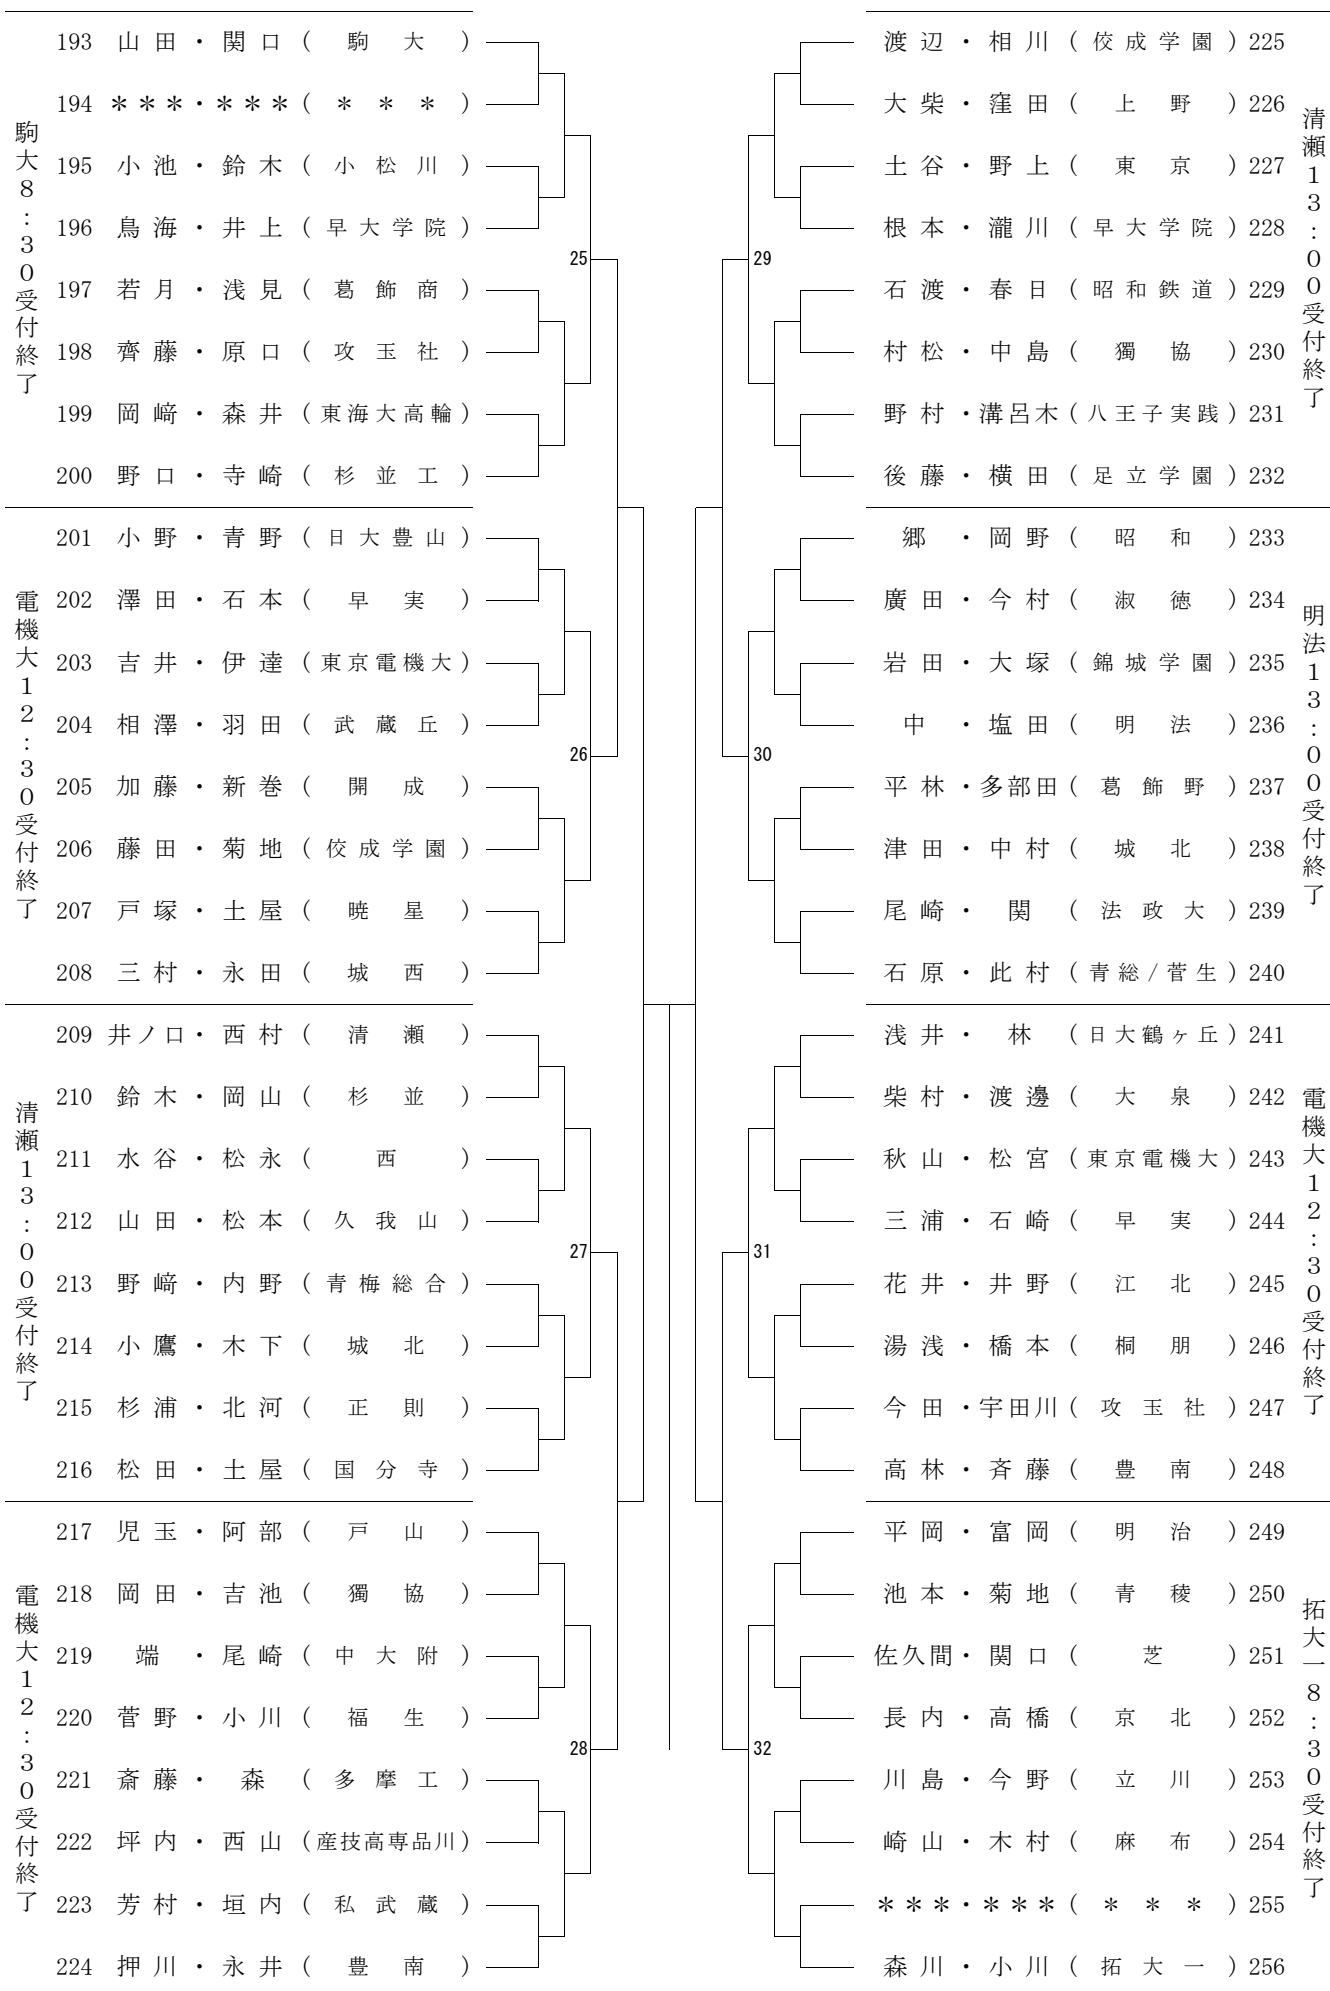 駒大8:30受付終了
193 山田・関口(駒大)
194 ＊＊＊・＊＊＊(＊＊＊)
195 小池・鈴木(小松川)
196 鳥海・井上(早大学院)
197 若月・浅見(葛飾商)
198 齊藤・原口(攻玉社)
199 岡﨑・森井(東海大高輪)
200 野口・寺崎(杉並工)
25
電機大12:30受付終了
201 小野・青野(日大豊山)
202 澤田・石本(早実)
203 吉井・伊達(東京電機大)
204 相澤・羽田(武蔵丘)
205 加藤・新巻(開成)
206 藤田・菊地(佼成学園)
207 戸塚・土屋(暁星)
208 三村・永田(城西)
26
清瀬13:00受付終了
209 井ノ口・西村(清瀬)
210 鈴木・岡山(杉並)
211 水谷・松永(西)
212 山田・松本(久我山)
213 野﨑・内野(青梅総合)
214 小鷹・木下(城北)
215 杉浦・北河(正則)
216 松田・土屋(国分寺)
27
電機大12:30受付終了
217 児玉・阿部(戸山)
218 岡田・吉池(獨協)
219 端・尾崎(中大附)
220 菅野・小川(福生)
221 斎藤・森(多摩工)
222 坪内・西山(産技高専品川)
223 芳村・垣内(私武蔵)
224 押川・永井(豊南)
28
渡辺・相川(佼成学園)225
大柴・窪田(上野)226
土谷・野上(東京)227
根本・瀧川(早大学院)228
石渡・春日(昭和鉄道)229
村松・中島(獨協)230
野村・溝呂木(八王子実践)231
後藤・横田(足立学園)232
29
清瀬13:00受付終了
郷・岡野(昭和)233
廣田・今村(淑徳)234
岩田・大塚(錦城学園)235
中・塩田(明法)236
平林・多部田(葛飾野)237
津田・中村(城北)238
尾崎・関(法政大)239
石原・此村(青総/菅生)240
30
明法13:00受付終了
浅井・林(日大鶴ヶ丘)241
柴村・渡邊(大泉)242
秋山・松宮(東京電機大)243
三浦・石崎(早実)244
花井・井野(江北)245
湯浅・橋本(桐朋)246
今田・宇田川(攻玉社)247
高林・斉藤(豊南)248
31
電機大12:30受付終了
平岡・富岡(明治)249
池本・菊地(青稜)250
佐久間・関口(芝)251
長内・高橋(京北)252
川島・今野(立川)253
崎山・木村(麻布)254
＊＊＊・＊＊＊(＊＊＊)255
森川・小川(拓大一)256
32
拓大一8:30受付終了